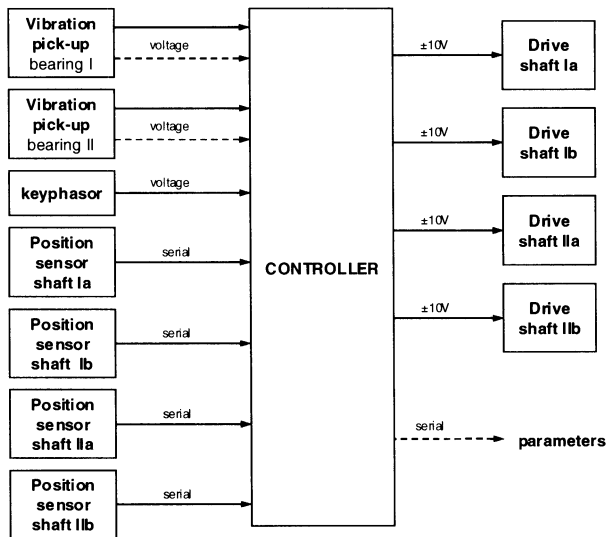 Vibration
pick-up
bearing I
voltage
Vibration
pick-up
bearing II
voltage
keyphasor
voltage
Position
sensor
shaft Ia
serial
Position
sensor
shaft Ib
serial
Position
sensor
shaft IIa
serial
Position
sensor
shaft IIb
serial
CONTROLLER
±10V
Drive
shaft Ia
±10V
Drive
shaft Ib
±10V
Drive
shaft IIa
±10V
Drive
shaft IIb
serial
parameters